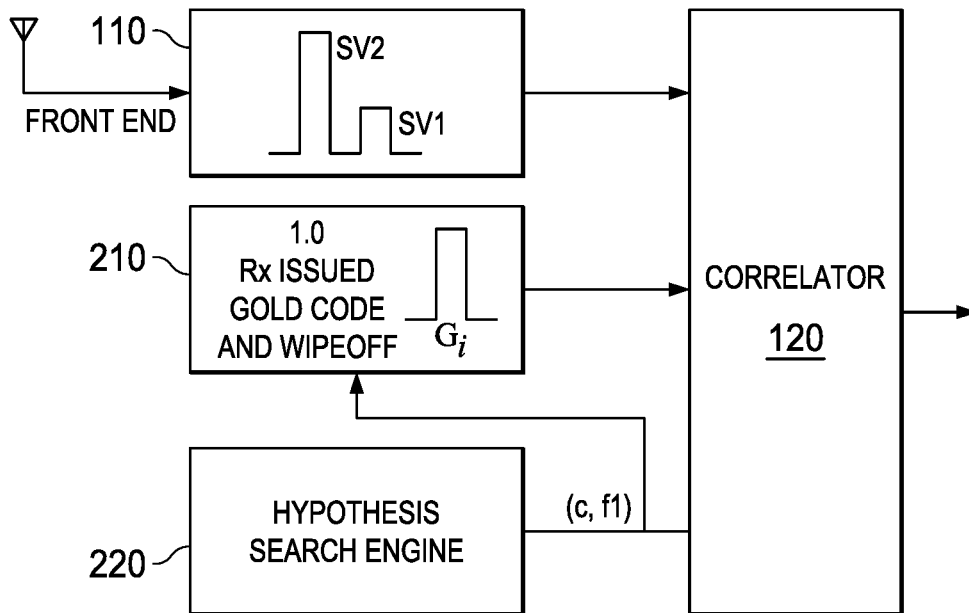 110
SV2
SV1
FRONT END
210
1.0
Rx ISSUED
GOLD CODE
AND WIPEOFF
Gi
CORRELATOR
120
220
HYPOTHESIS
SEARCH ENGINE
(c, f1)